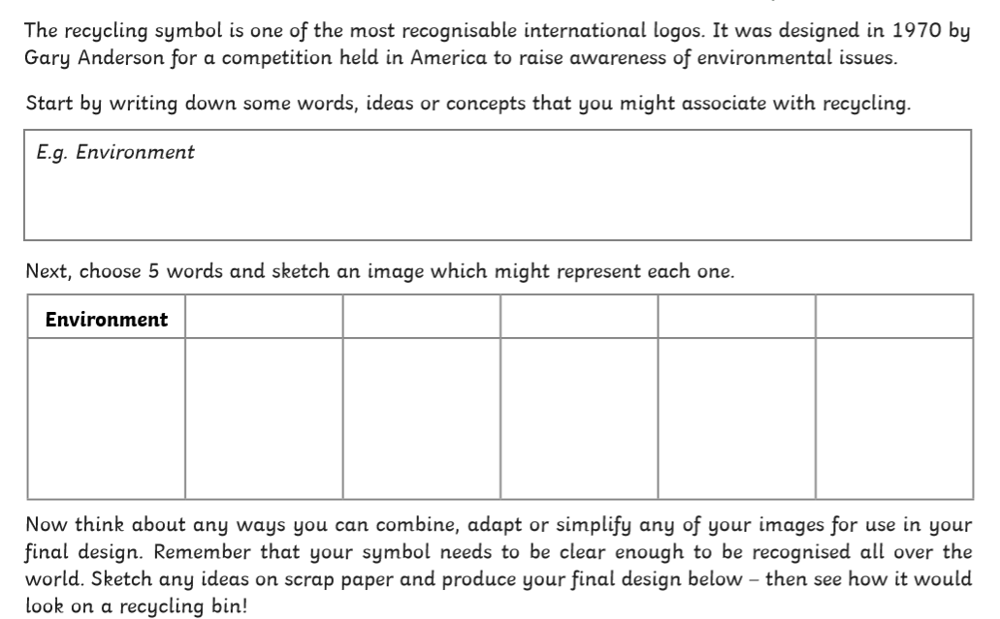 The recycling symbol is one of the most recognisable international logos. It was designed in 1970 by
Gary Anderson for a competition held in America to raise awareness of environmental issues.
Start by writing down some words, ideas or concepts that you might associate with recycling.
E.g. Environment
Next, choose 5 words and sketch an image which might represent each one.
Environment
Now think about any ways you can combine, adapt or simplify any of your images for use in your
final design. Remember that your symbol needs to be clear enough to be recognised all over the
world. Sketch any ideas on scrap paper and produce your final design below – then see how it would
look on a recycling bin!